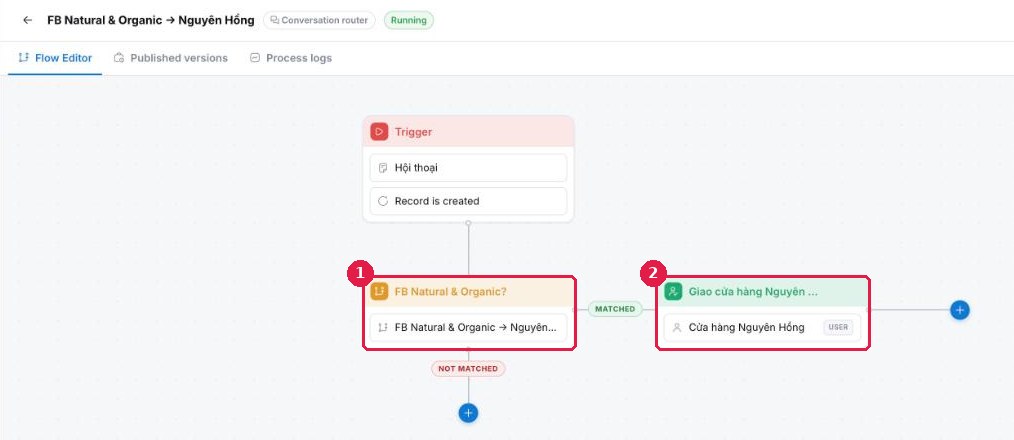 FB Natural & Organic → Nguyên Hồng Conversation router Running
Flow Editor Published versions Process logs
Trigger
Hội thoại
Record is created
1 2
FB Natural & Organic? Giao cửa hàng Nguyên ...
MATCHED
FB Natural & Organic → Nguyên... Cửa hàng Nguyên Hồng USER
NOT MATCHED